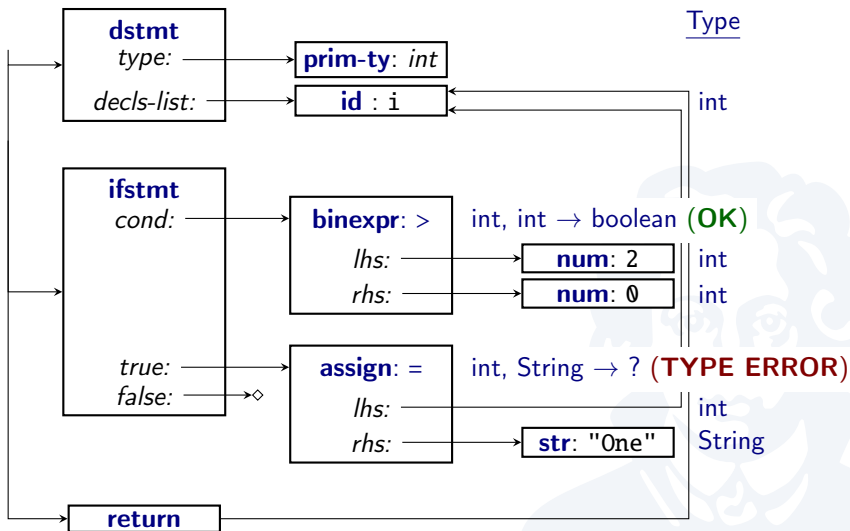 dstmt Type
type: prim-ty: int
decls-list: id : i int
ifstmt
cond: binexpr: > int, int → boolean (OK)
lhs: num: 2 int
rhs: num: 0 int
true: assign: = int, String → ? (TYPE ERROR)
false: lhs: int
rhs: str: "One" String
return